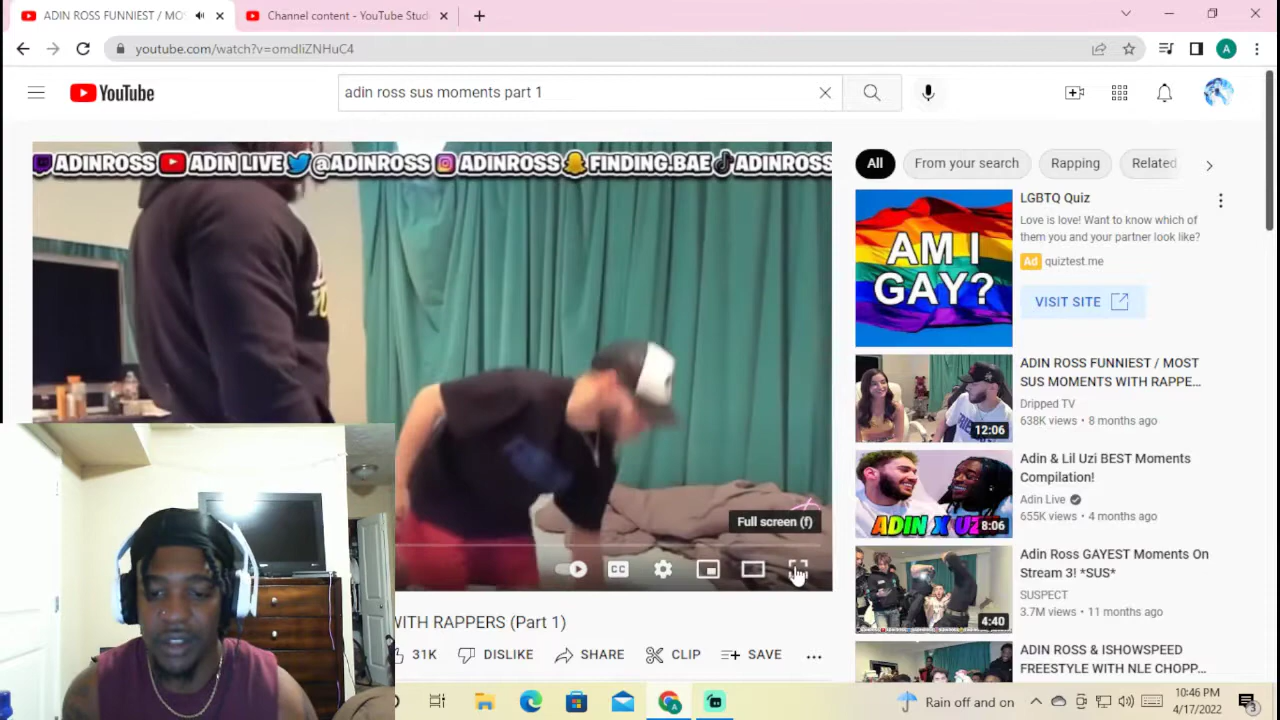 ADIN ROSS FUNNIEST / MOS
Channel content - YouTube Studi
youtube.com/watch?v=omdIiZNHuC4
A
YouTube
adin ross sus moments part 1
ADINROSS ADIN LIVE @ADINROSS ADINROSS FINDING.BAE ADINROSS
Full screen (f)
CC
WITH RAPPERS (Part 1)
31K DISLIKE SHARE CLIP SAVE
All From your search Rapping Related
AM I
GAY?
LGBTQ Quiz
Love is love! Want to know which of
them you and your partner look like?
Ad quiztest.me
VISIT SITE
12:06
ADIN ROSS FUNNIEST / MOST
SUS MOMENTS WITH RAPPE...
Dripped TV
638K views • 8 months ago
ADIN X UZI
8:06
Adin & Lil Uzi BEST Moments
Compilation!
Adin Live
655K views • 4 months ago
4:40
Adin Ross GAYEST Moments On
Stream 3! *SUS*
SUSPECT
3.7M views • 11 months ago
ADIN ROSS & ISHOWSPEED
FREESTYLE WITH NLE CHOPP...
Rain off and on
10:46 PM
4/17/2022
3